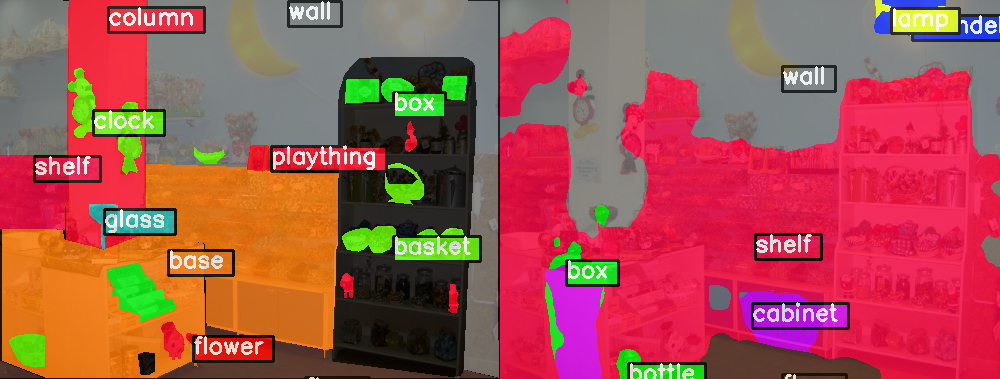 column
wall
box
clock
plaything
shelf
glass
basket
base
flower
lamp
wall
shelf
box
cabinet
bottle